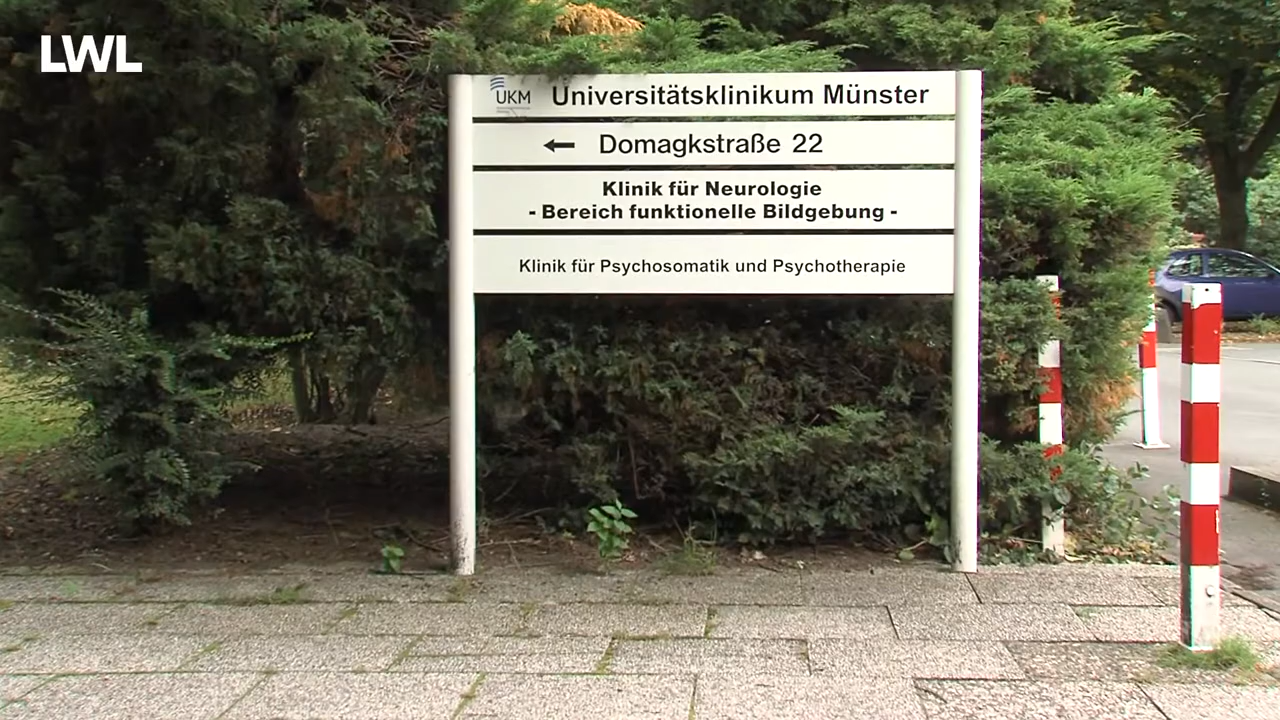 LWL
UKM
Universitätsklinikum Münster
Domagkstraße 22
Klinik für Neurologie
- Bereich funktionelle Bildgebung -
Klinik für Psychosomatik und Psychotherapie